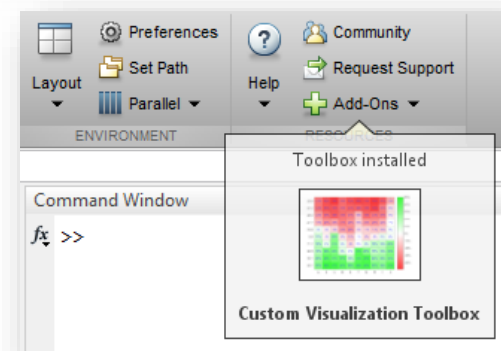 Preferences
Community
Set Path
Request Support
Layout
Help
Parallel
Add-Ons
ENVIRONMENT
RESOURCES
Toolbox installed
Command Window
fx >>
Custom Visualization Toolbox